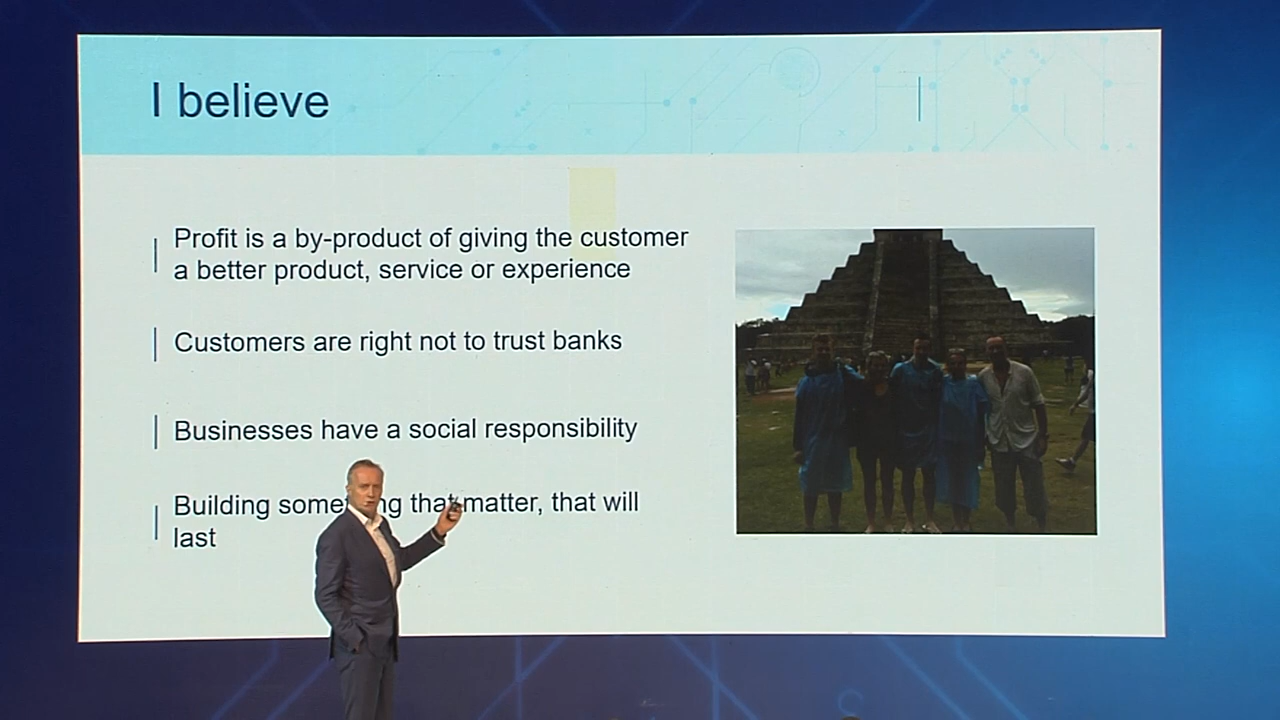 I believe
Profit is a by-product of giving the customer
a better product, service or experience
Customers are right not to trust banks
Businesses have a social responsibility
Building that matter, that will
last